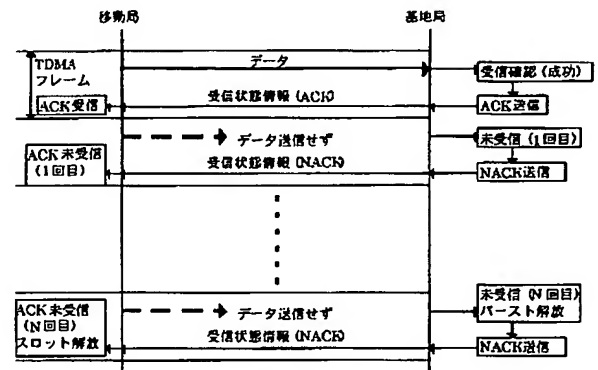 移動局
基地局
TDMA
フレーム
データ
受信確認（成功）
受信状態情報（ACK）
ACK受信
ACK送信
データ送信せず
未受信（1回目）
ACK未受信
（1回目）
受信状態情報（NACK）
NACK送信
ACK未受信
（N回目）
スロット解放
データ送信せず
未受信（N回目）
バースト解放
受信状態情報（NACK）
NACK送信